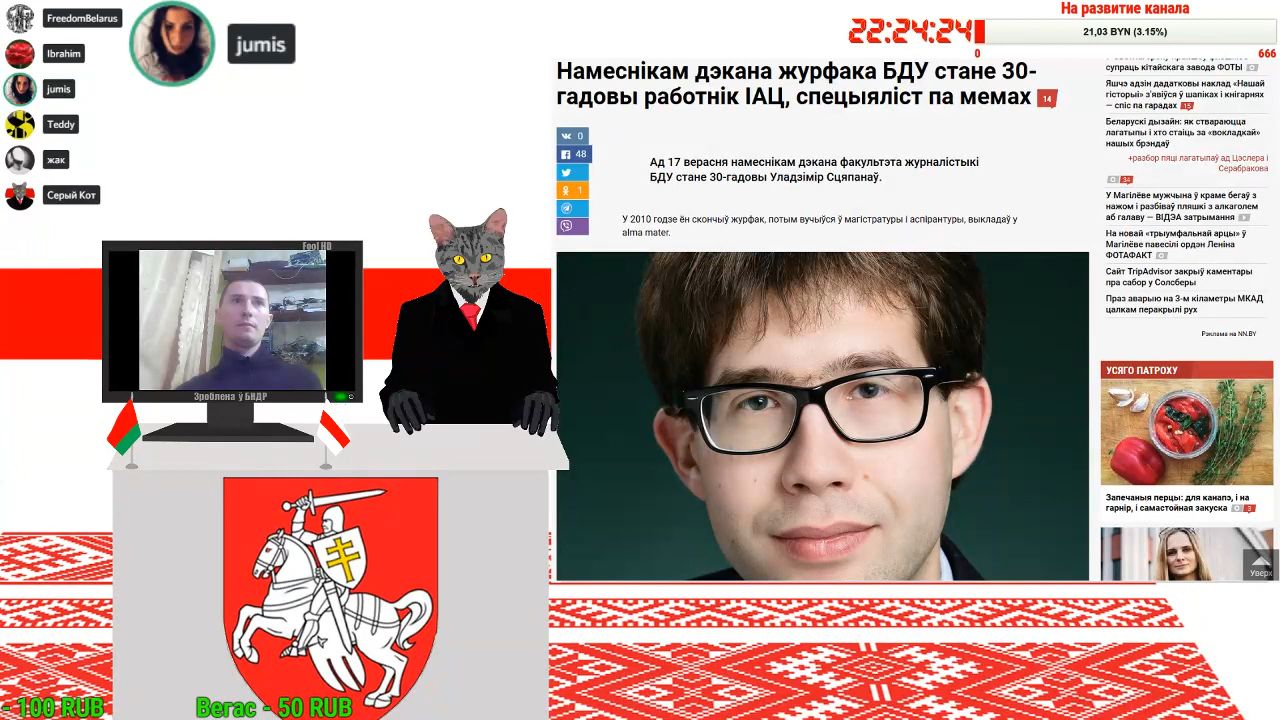 FreedomBelarus
Ibrahim
jumis
Teddy
жак
Серый Кот
jumis
22:24:24
На развитие канала
21,03 BYN (3.15%)
0
666
Намеснікам дэкана журфака БДУ стане 30-
гадовы работнік ІАЦ, спецыяліст па мемах 14
0
48
1
Ад 17 верасня намеснікам дэкана факультэта журналістыкі
БДУ стане 30-гадовы Уладзімір Сцяпанаў.
У 2010 годзе ён скончыў журфак, потым вучыўся ў магістратуры і аспірантуры, выкладаў у
alma mater.
супраць кітайскага завода ФОТЫ
Яшчэ адзін дадатковы наклад «Нашай
гісторыі» з'явіўся ў шапіках і кнігарнях
— спіс па гарадах 15
Беларускі дызайн: як ствараюцца
лагатыпы і хто стаіць за «вокладкай»
нашых брэндаў
+разбор пяці лагатыпаў ад Цэслера і
Серабракова
34
У Магілёве мужчына ў краме бегаў з
нажом і разбіваў пляшкі з алкаголем
аб галаву — ВІДЭА затрымання
На новай «трыумфальнай арцы» ў
Магілёве павесілі ордэн Леніна
ФОТАФАКТ
Сайт TripAdvisor закрыў каментары
пра сабор у Солсберы
Праз аварыю на 3-м кіламетры МКАД
цалкам перакрылі рух
Рэклама на NN.BY
УСЯГО ПАТРОХУ
Запечаныя перцы: для канапэ, і на
гарнір, і самастойная закуска 3
Уверх
Fool HD
Зроблена ў БНДР
- 100 RUB
Вегас - 50 RUB